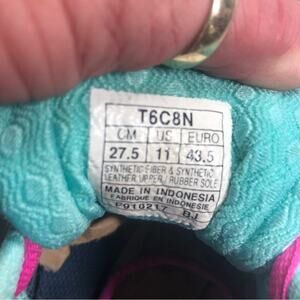 T6C8N
CM US EURO
27.5 11 43.5
SYNTHETIC FIBER & SYNTHETIC
LEATHER UPPER / RUBBER SOLE
MADE IN INDONESIA
FABRIQUE EN INDONESIE
BJ